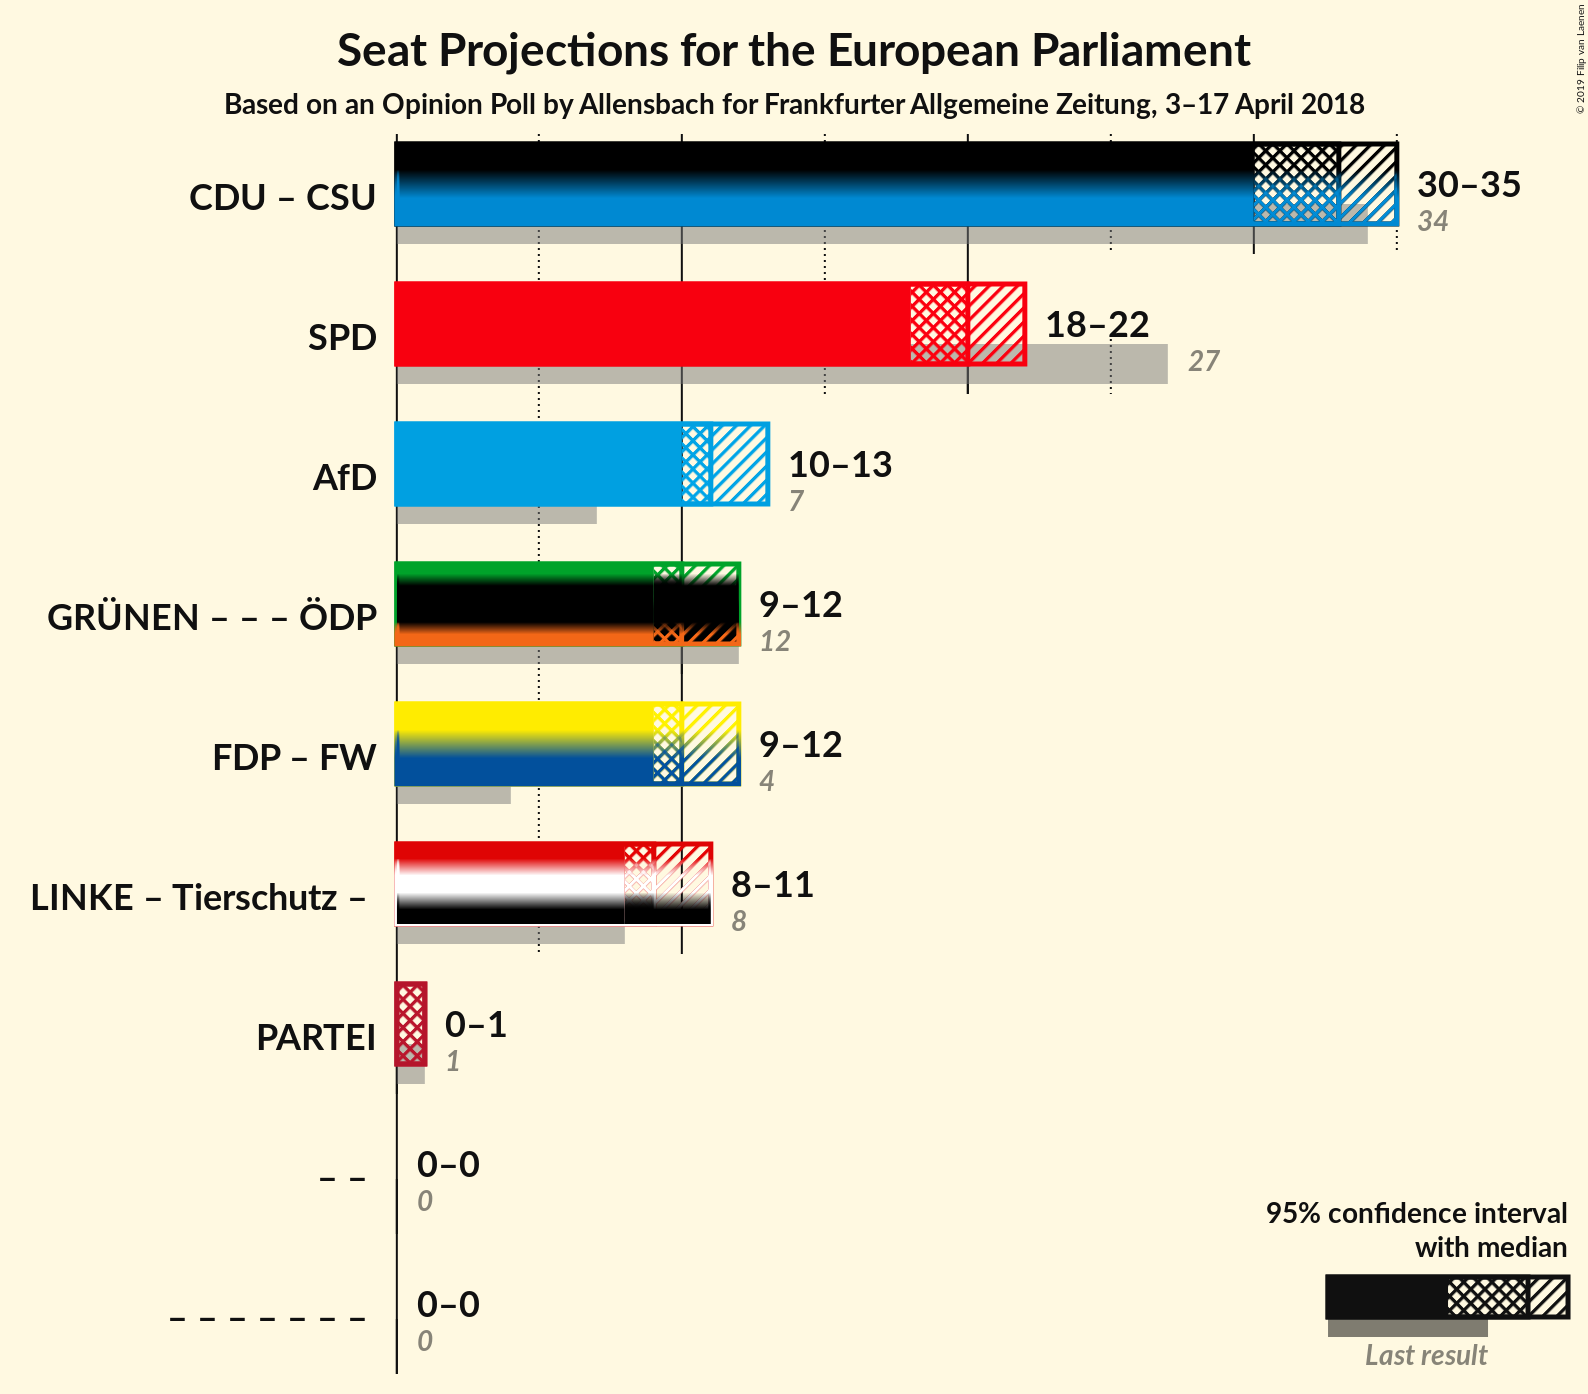 Seat Projections for the European Parliament
Based on an Opinion Poll by Allensbach for Frankfurter Allgemeine Zeitung, 3–17 April 2018
© 2019 Filip van Laenen
CDU – CSU
30–35
34
SPD
18–22
27
AfD
10–13
7
GRÜNEN – – – ÖDP
9–12
12
FDP – FW
9–12
4
LINKE – Tierschutz –
8–11
8
PARTEI
0–1
1
– –
0–0
0
– – – – – – –
0–0
0
95% confidence interval
with median
Last result